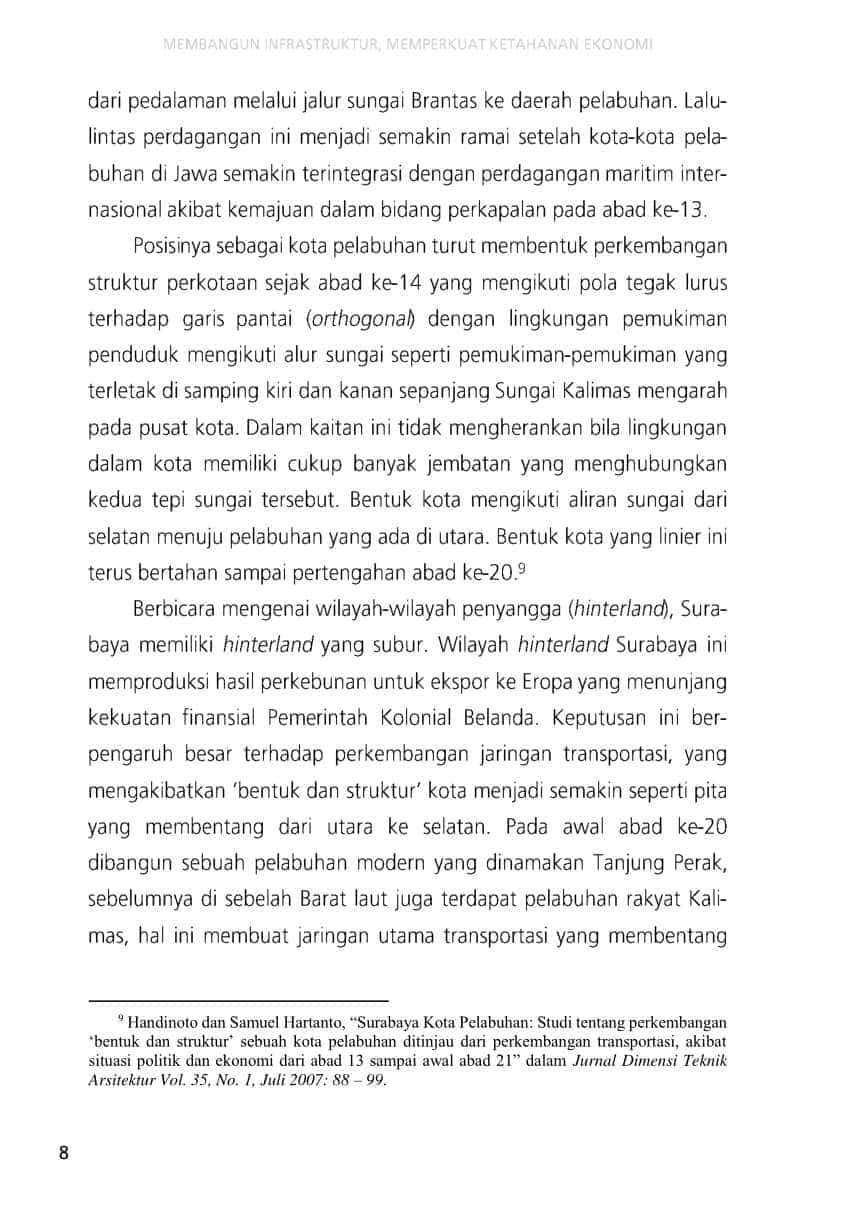 MEMBANGUN INFRASTRUKTUR, MEMPERKUAT KETAHANAN EKONOMI
dari pedalaman melalui jalur sungai Brantas ke daerah pelabuhan. Lalu-
lintas perdagangan ini menjadi semakin ramai setelah kota-kota pela-
buhan di Jawa semakin terintegrasi dengan perdagangan maritim inter-
nasional akibat kemajuan dalam bidang perkapalan pada abad ke-13.
Posisinya sebagai kota pelabuhan turut membentuk perkembangan
struktur perkotaan sejak abad ke-14 yang mengikuti pola tegak lurus
terhadap garis pantai (orthogonal) dengan lingkungan pemukiman
penduduk mengikuti alur sungai seperti pemukiman-pemukiman yang
terletak di samping kiri dan kanan sepanjang Sungai Kalimas mengarah
pada pusat kota. Dalam kaitan ini tidak mengherankan bila lingkungan
dalam kota memiliki cukup banyak jembatan yang menghubungkan
kedua tepi sungai tersebut. Bentuk kota mengikuti aliran sungai dari
selatan menuju pelabuhan yang ada di utara. Bentuk kota yang linier ini
terus bertahan sampai pertengahan abad ke-20.9
Berbicara mengenai wilayah-wilayah penyangga (hinterland), Sura-
baya memiliki hinterland yang subur. Wilayah hinterland Surabaya ini
memproduksi hasil perkebunan untuk ekspor ke Eropa yang menunjang
kekuatan finansial Pemerintah Kolonial Belanda. Keputusan ini ber-
pengaruh besar terhadap perkembangan jaringan transportasi, yang
mengakibatkan ‘bentuk dan struktur’ kota menjadi semakin seperti pita
yang membentang dari utara ke selatan. Pada awal abad ke-20
dibangun sebuah pelabuhan modern yang dinamakan Tanjung Perak,
sebelumnya di sebelah Barat laut juga terdapat pelabuhan rakyat Kali-
mas, hal ini membuat jaringan utama transportasi yang membentang
9 Handinoto dan Samuel Hartanto, “Surabaya Kota Pelabuhan: Studi tentang perkembangan
‘bentuk dan struktur’ sebuah kota pelabuhan ditinjau dari perkembangan transportasi, akibat
situasi politik dan ekonomi dari abad 13 sampai awal abad 21” dalam Jurnal Dimensi Teknik
Arsitektur Vol. 35, No. 1, Juli 2007: 88 – 99.
8